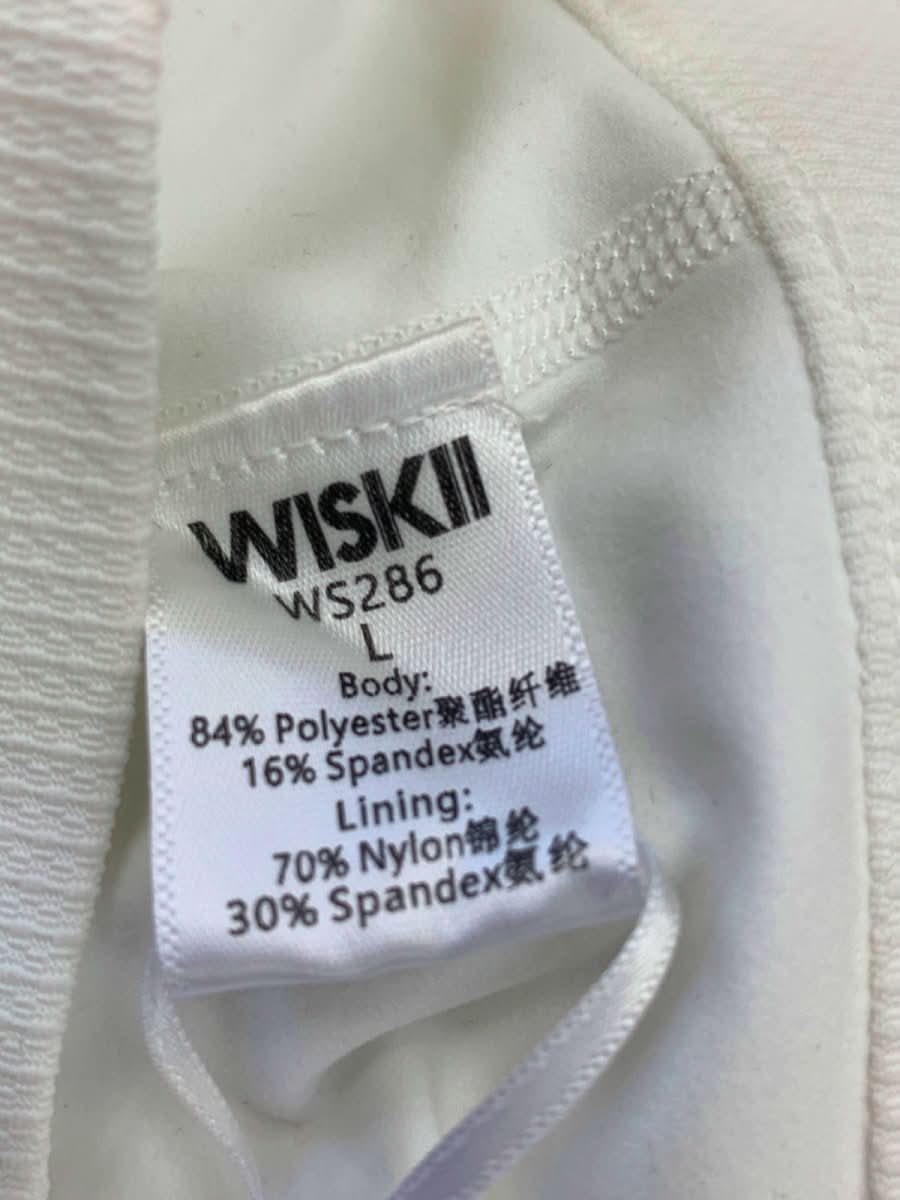 WISKII
WS286
L
Body:
84% Polyester聚酯纤维
16% Spandex氨纶
Lining:
70% Nylon锦纶
30% Spandex氨纶